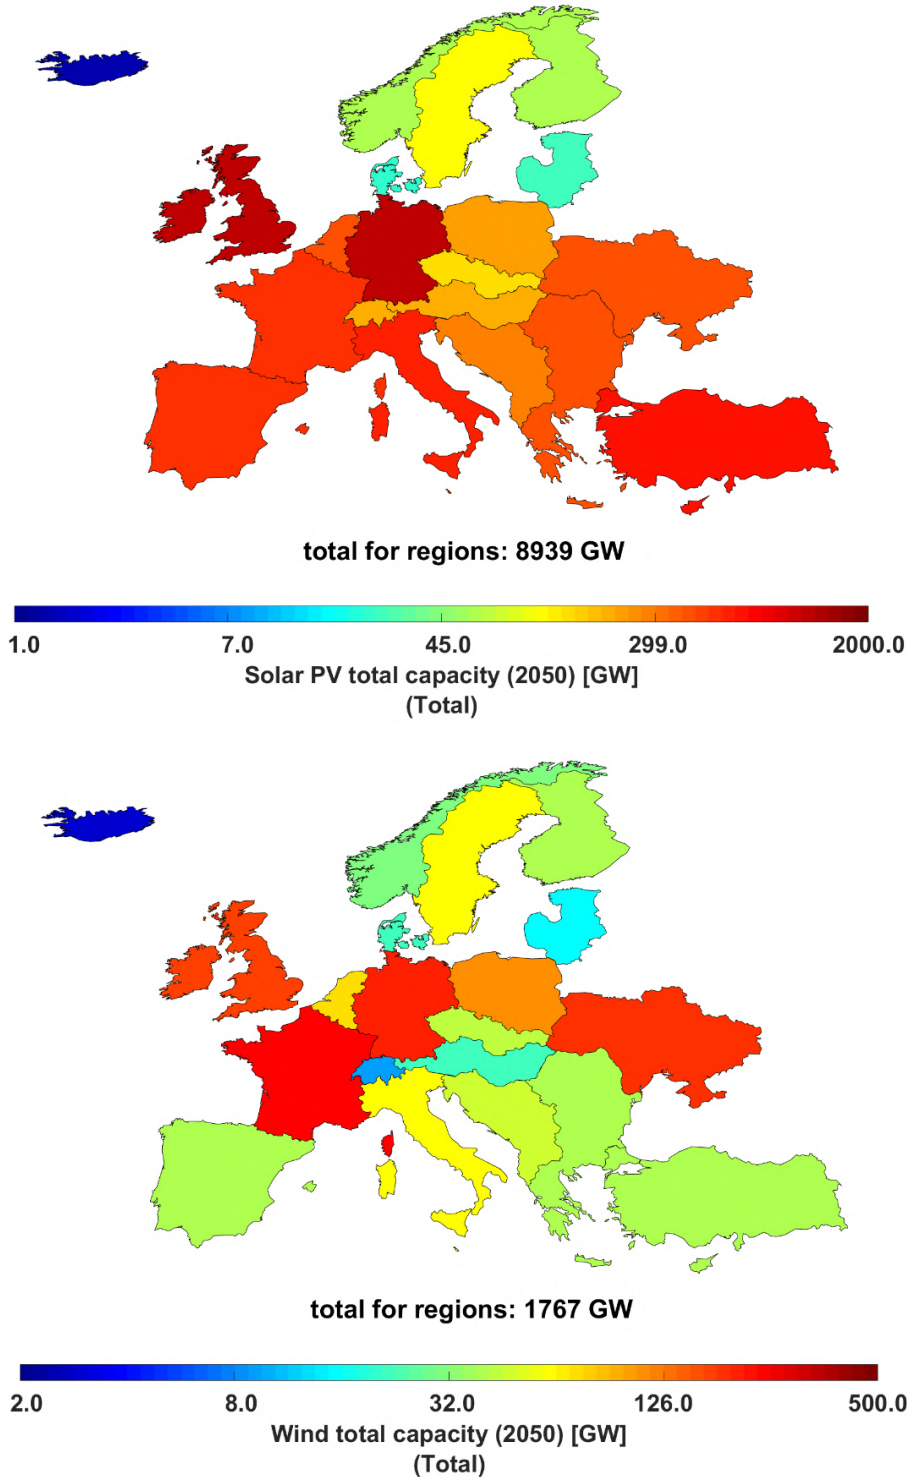 total for regions: 8939 GW
1.0 7.0 45.0 299.0 2000.0
Solar PV total capacity (2050) [GW]
(Total)
total for regions: 1767 GW
2.0 8.0 32.0 126.0 500.0
Wind total capacity (2050) [GW]
(Total)